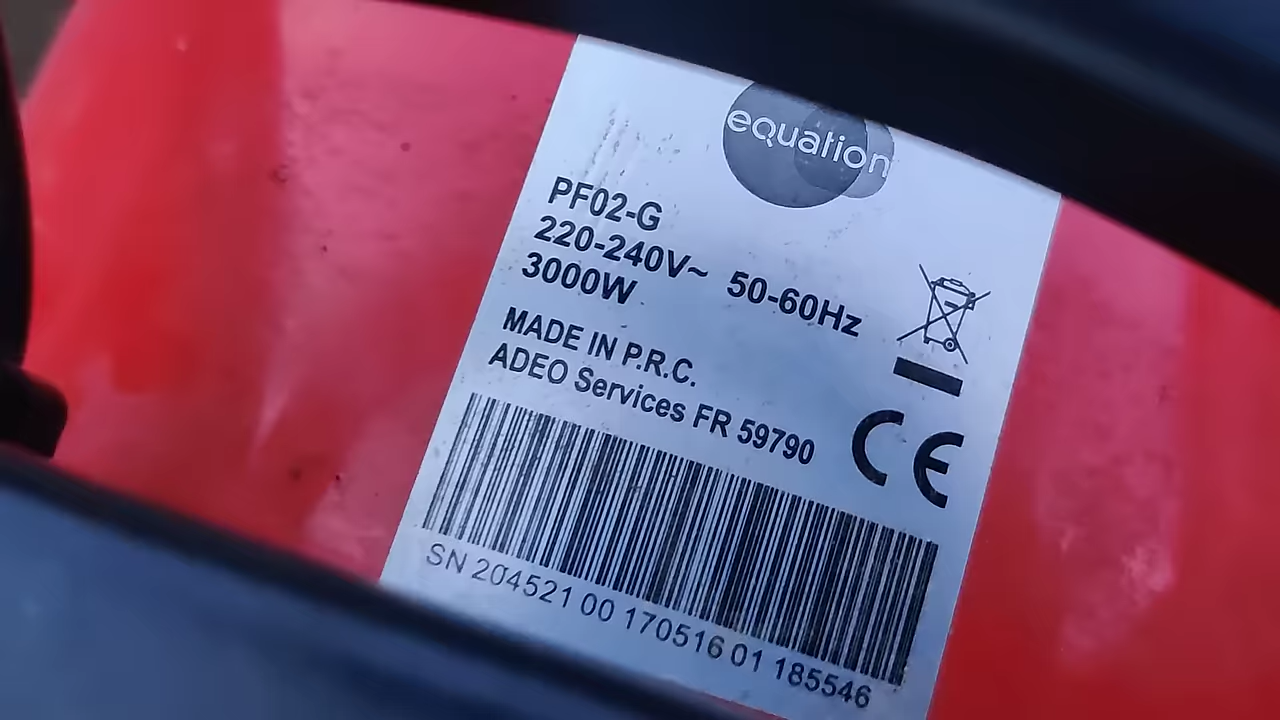 equation
PF02-G
220-240V~ 50-60Hz
3000W
MADE IN P.R.C.
ADEO Services FR 59790
CE
SN 204521 00 170516 01 185546